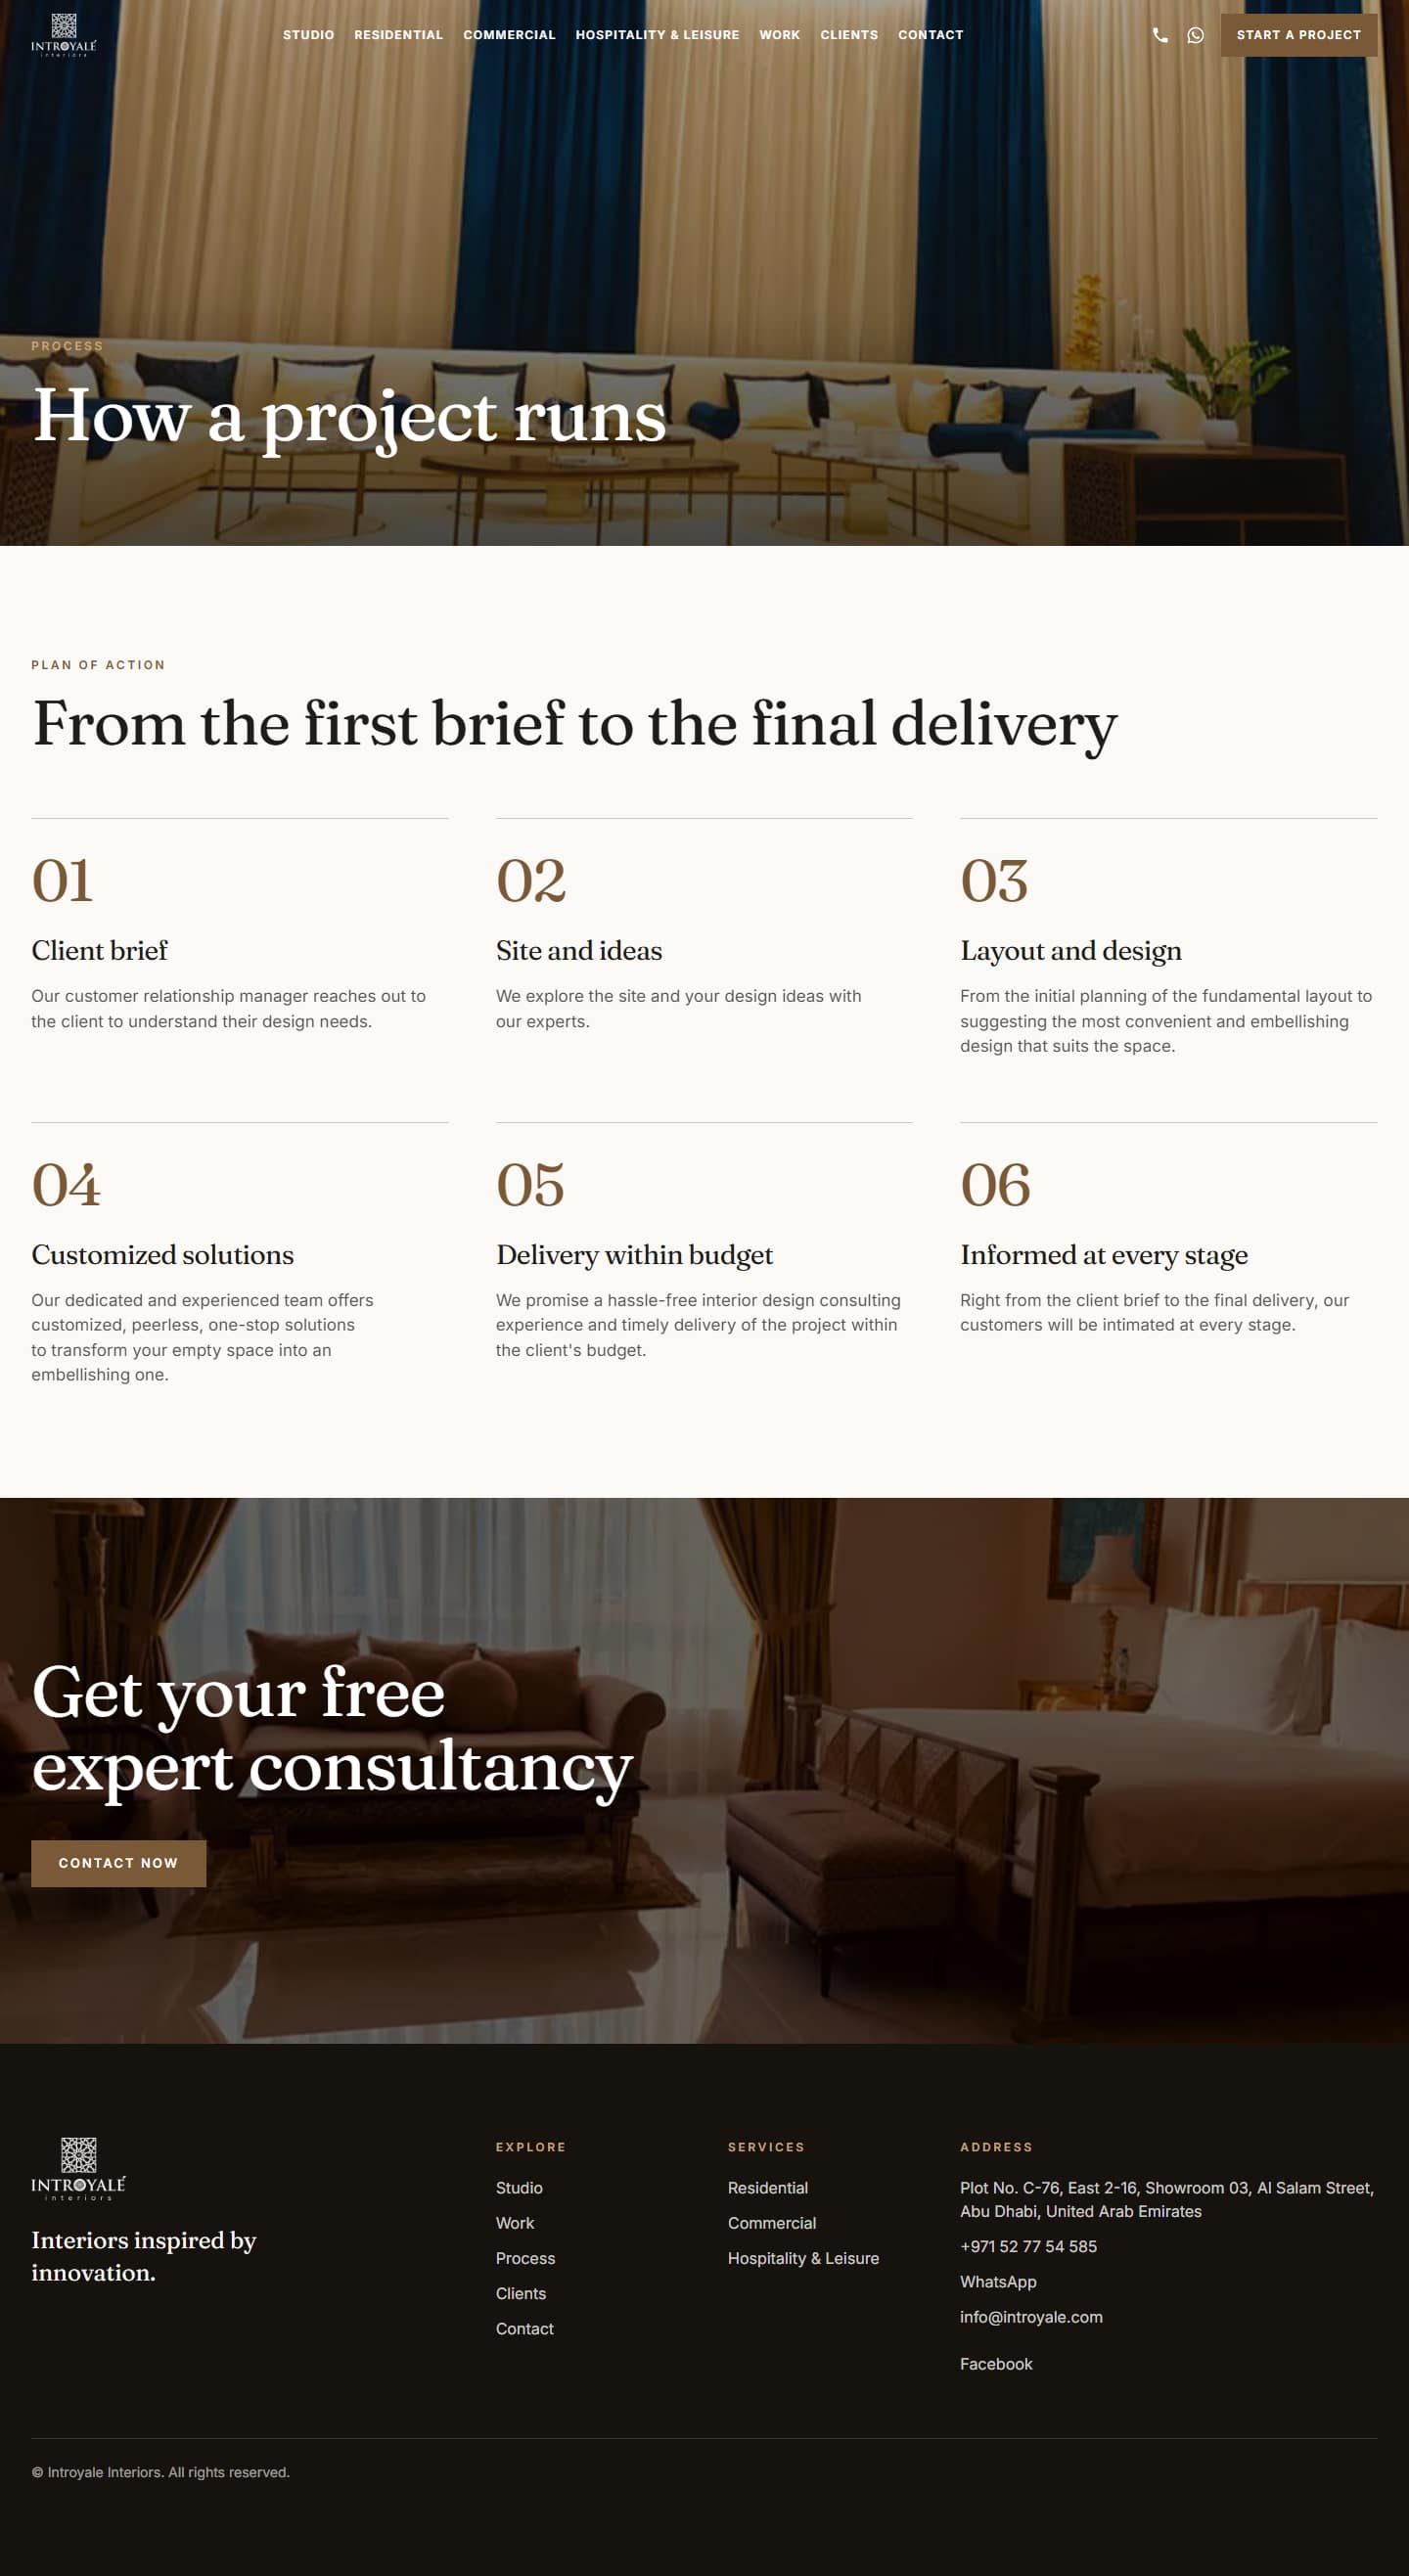 INTROYALÉ
interiors
STUDIO RESIDENTIAL COMMERCIAL HOSPITALITY & LEISURE WORK CLIENTS CONTACT
START A PROJECT
PROCESS
How a project runs
PLAN OF ACTION
From the first brief to the final delivery
01
Client brief
Our customer relationship manager reaches out to
the client to understand their design needs.
02
Site and ideas
We explore the site and your design ideas with
our experts.
03
Layout and design
From the initial planning of the fundamental layout to
suggesting the most convenient and embellishing
design that suits the space.
04
Customized solutions
Our dedicated and experienced team offers
customized, peerless, one-stop solutions
to transform your empty space into an
embellishing one.
05
Delivery within budget
We promise a hassle-free interior design consulting
experience and timely delivery of the project within
the client's budget.
06
Informed at every stage
Right from the client brief to the final delivery, our
customers will be intimated at every stage.
Get your free
expert consultancy
CONTACT NOW
INTROYALÉ
interiors
Interiors inspired by
innovation.
EXPLORE
Studio
Work
Process
Clients
Contact
SERVICES
Residential
Commercial
Hospitality & Leisure
ADDRESS
Plot No. C-76, East 2-16, Showroom 03, Al Salam Street,
Abu Dhabi, United Arab Emirates
+971 52 77 54 585
WhatsApp
info@introyale.com
Facebook
© Introyale Interiors. All rights reserved.